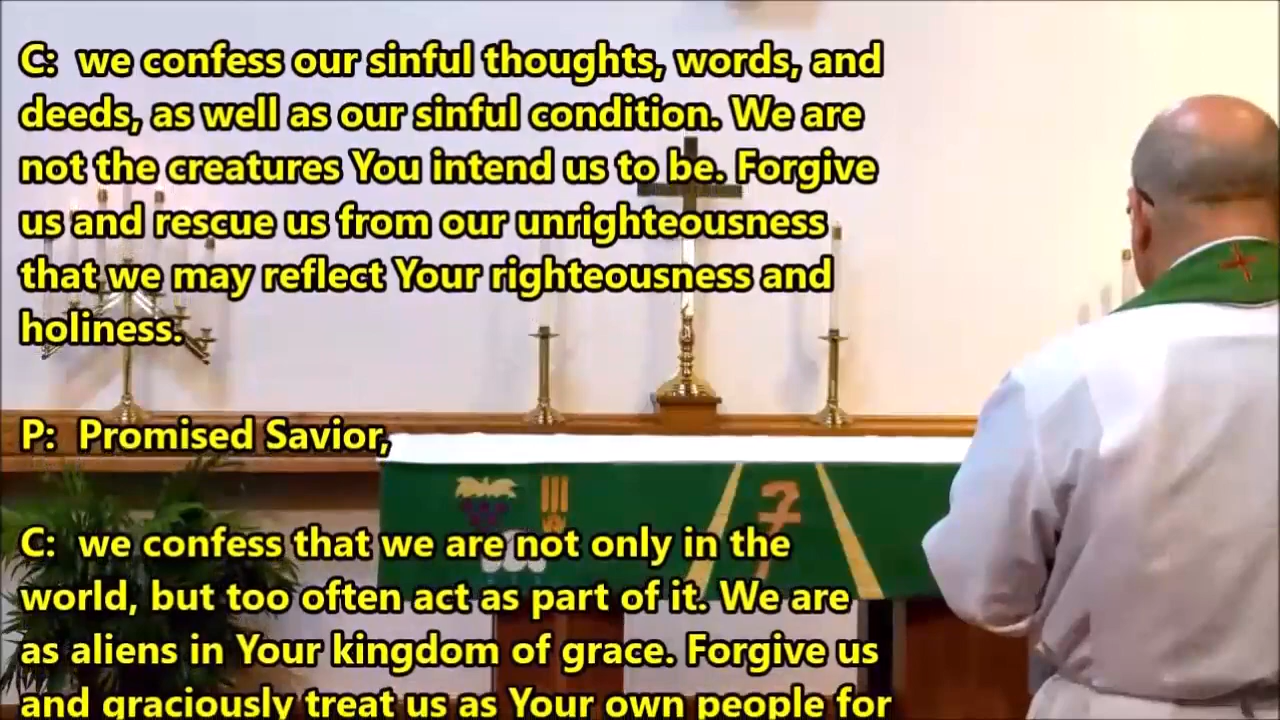 C:  we confess our sinful thoughts, words, and
deeds, as well as our sinful condition. We are
not the creatures You intend us to be. Forgive
us and rescue us from our unrighteousness
that we may reflect Your righteousness and
holiness.
P:  Promised Savior,
C:  we confess that we are not only in the
world, but too often act as part of it. We are
as aliens in Your kingdom of grace. Forgive us
and graciously treat us as Your own people for